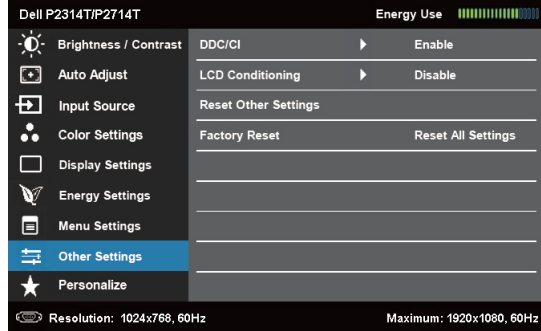 Dell P2314T/P2714T Energy Use
Brightness / Contrast DDC/CI Enable
Auto Adjust LCD Conditioning Disable
Input Source Reset Other Settings
Color Settings Factory Reset Reset All Settings
Display Settings
Energy Settings
Menu Settings
Other Settings
Personalize
Resolution: 1024x768, 60Hz Maximum: 1920x1080, 60Hz